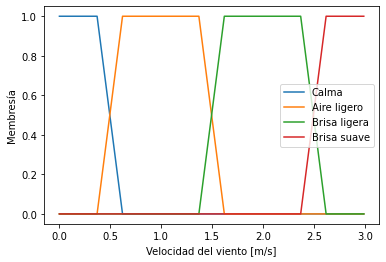 1.0
0.8
0.6
0.4
0.2
0.0
Membresía
Calma
Aire ligero
Brisa ligera
Brisa suave
0.0 0.5 1.0 1.5 2.0 2.5 3.0
Velocidad del viento [m/s]